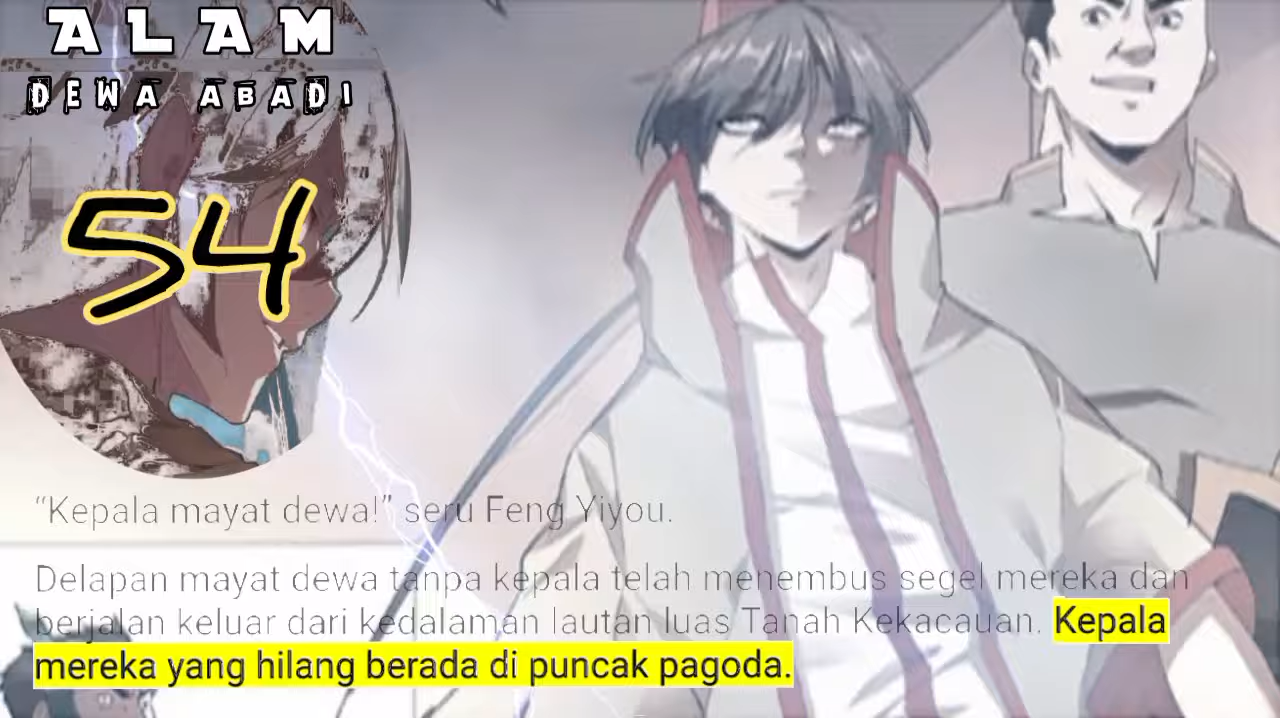 ALAM
DEWA ABADI
54
“Kepala mayat dewa!” seru Feng Yiyou.
Delapan mayat dewa tanpa kepala telah menembus segel mereka dan
berjalan keluar dari kedalaman lautan luas Tanah Kekacauan. Kepala
mereka yang hilang berada di puncak pagoda.